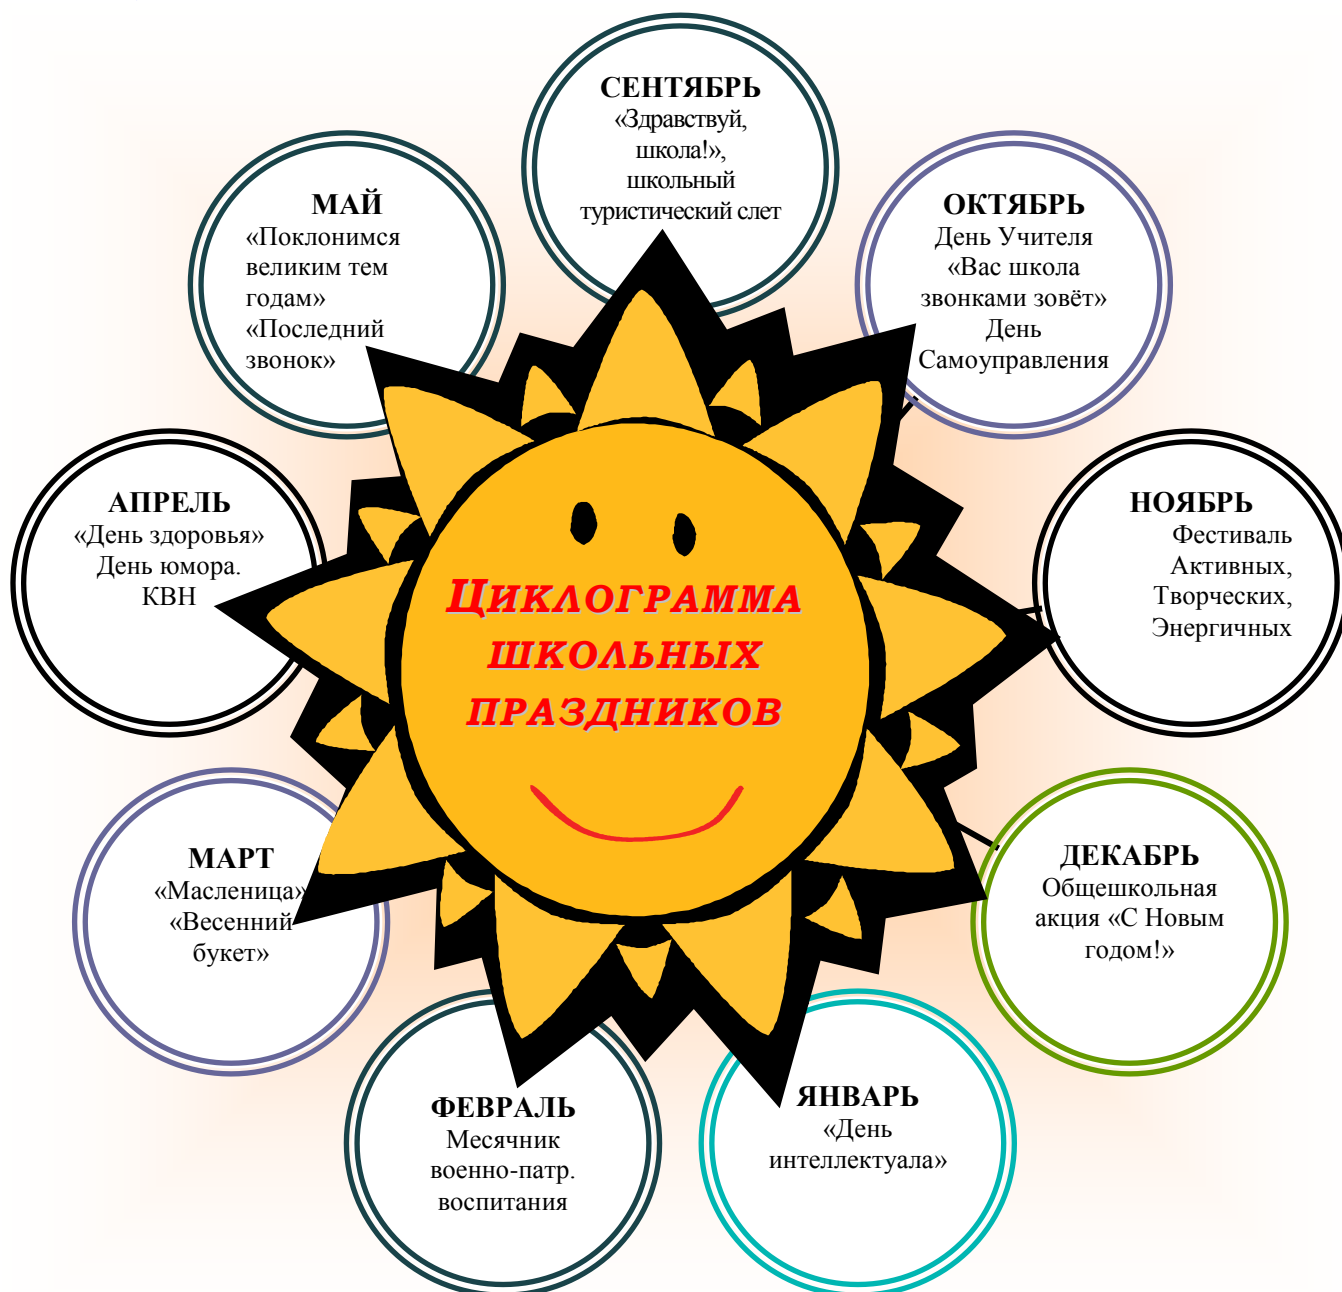 СЕНТЯБРЬ
«Здравствуй,
школа!»,
школьный
туристический слет
ОКТЯБРЬ
День Учителя
«Вас школа
звонками зовёт»
День
Самоуправления
НОЯБРЬ
Фестиваль
Активных,
Творческих,
Энергичных
ДЕКАБРЬ
Общешкольная
акция «С Новым
годом!»
ЯНВАРЬ
«День
интеллектуала»
ФЕВРАЛЬ
Месячник
военно-патр.
воспитания
МАРТ
«Масленица»
«Весенний
букет»
АПРЕЛЬ
«День здоровья»
День юмора.
КВН
МАЙ
«Поклонимся
великим тем
годам»
«Последний
звонок»
Циклограмма
школьных
праздников